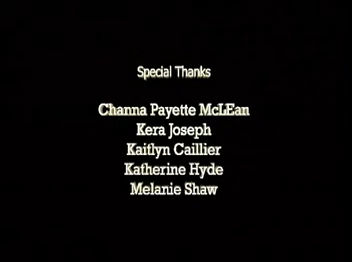 Special Thanks
Channa Payette McLEan
Kera Joseph
Kaitlyn Caillier
Katherine Hyde
Melanie Shaw